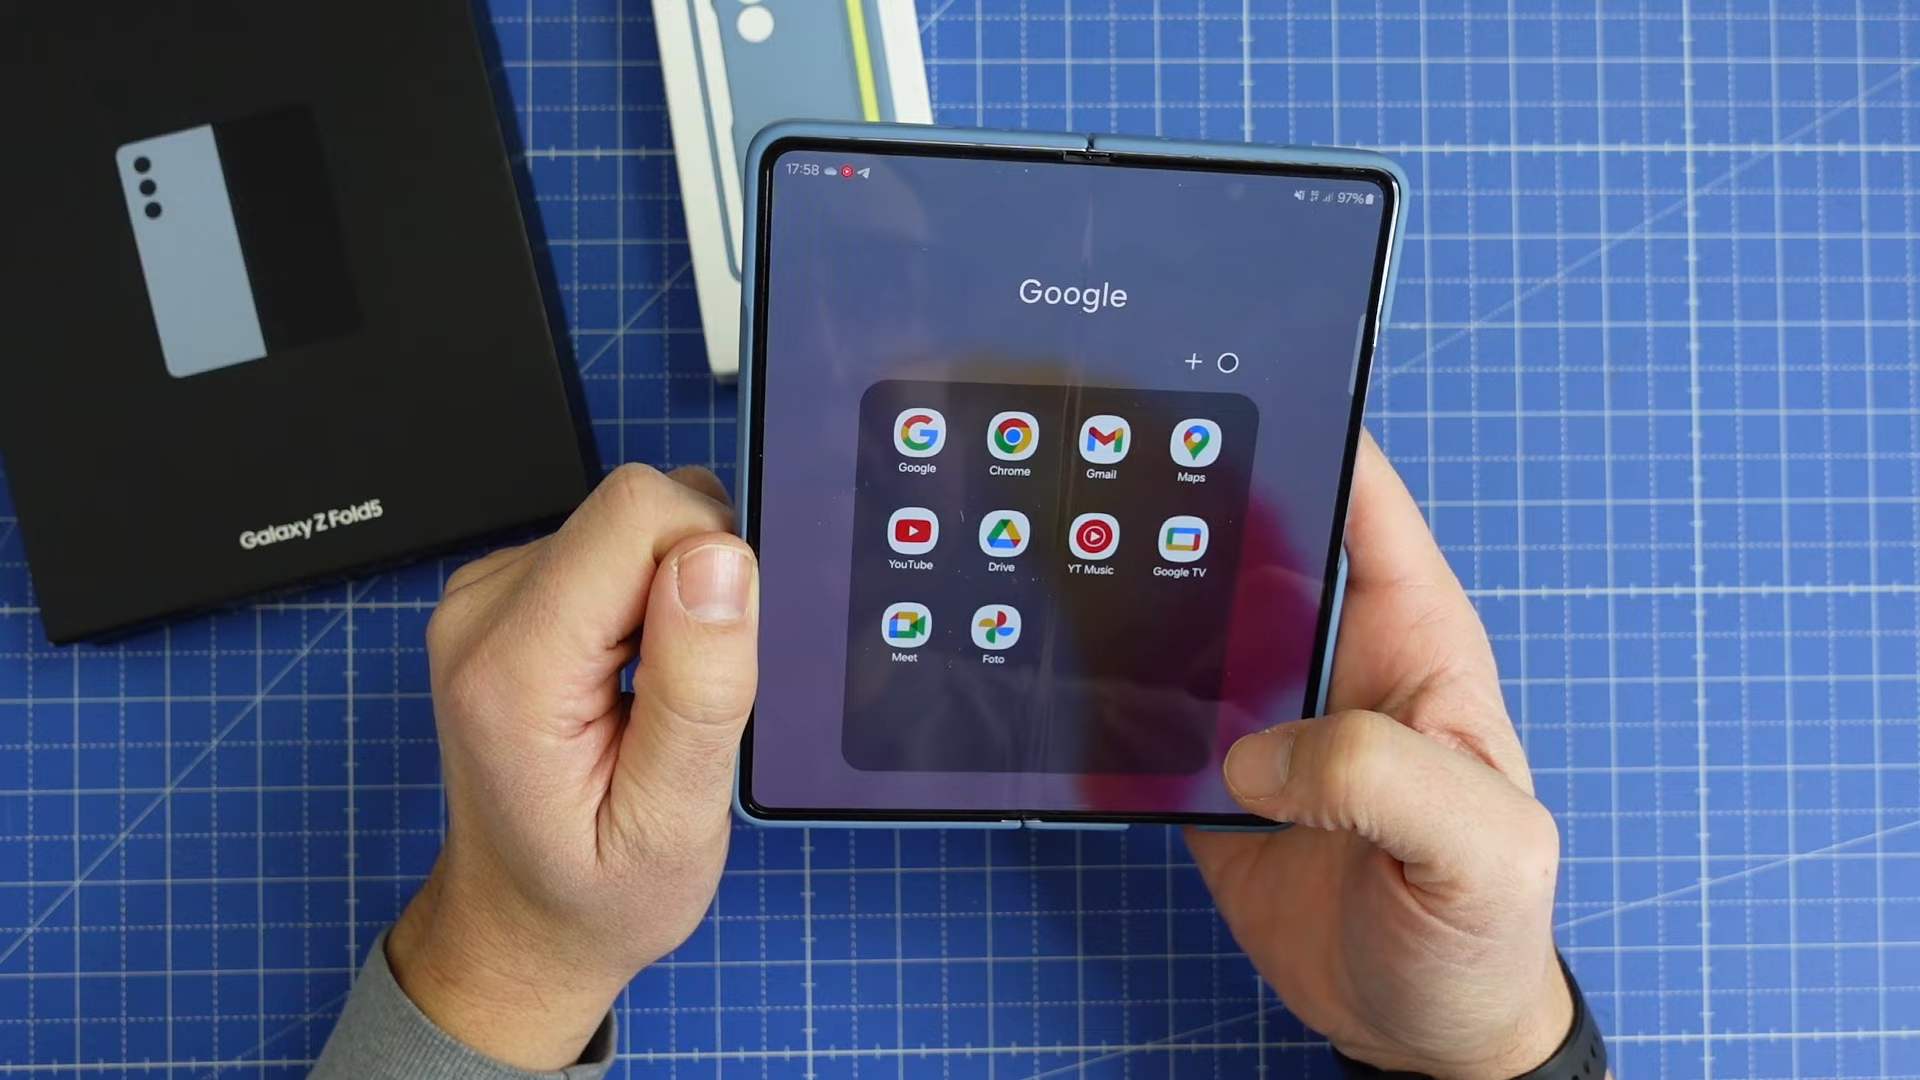 17:58
97%
Google
Google Chrome Gmail Maps
YouTube Drive YT Music Google TV
Meet Foto
Galaxy Z Fold5